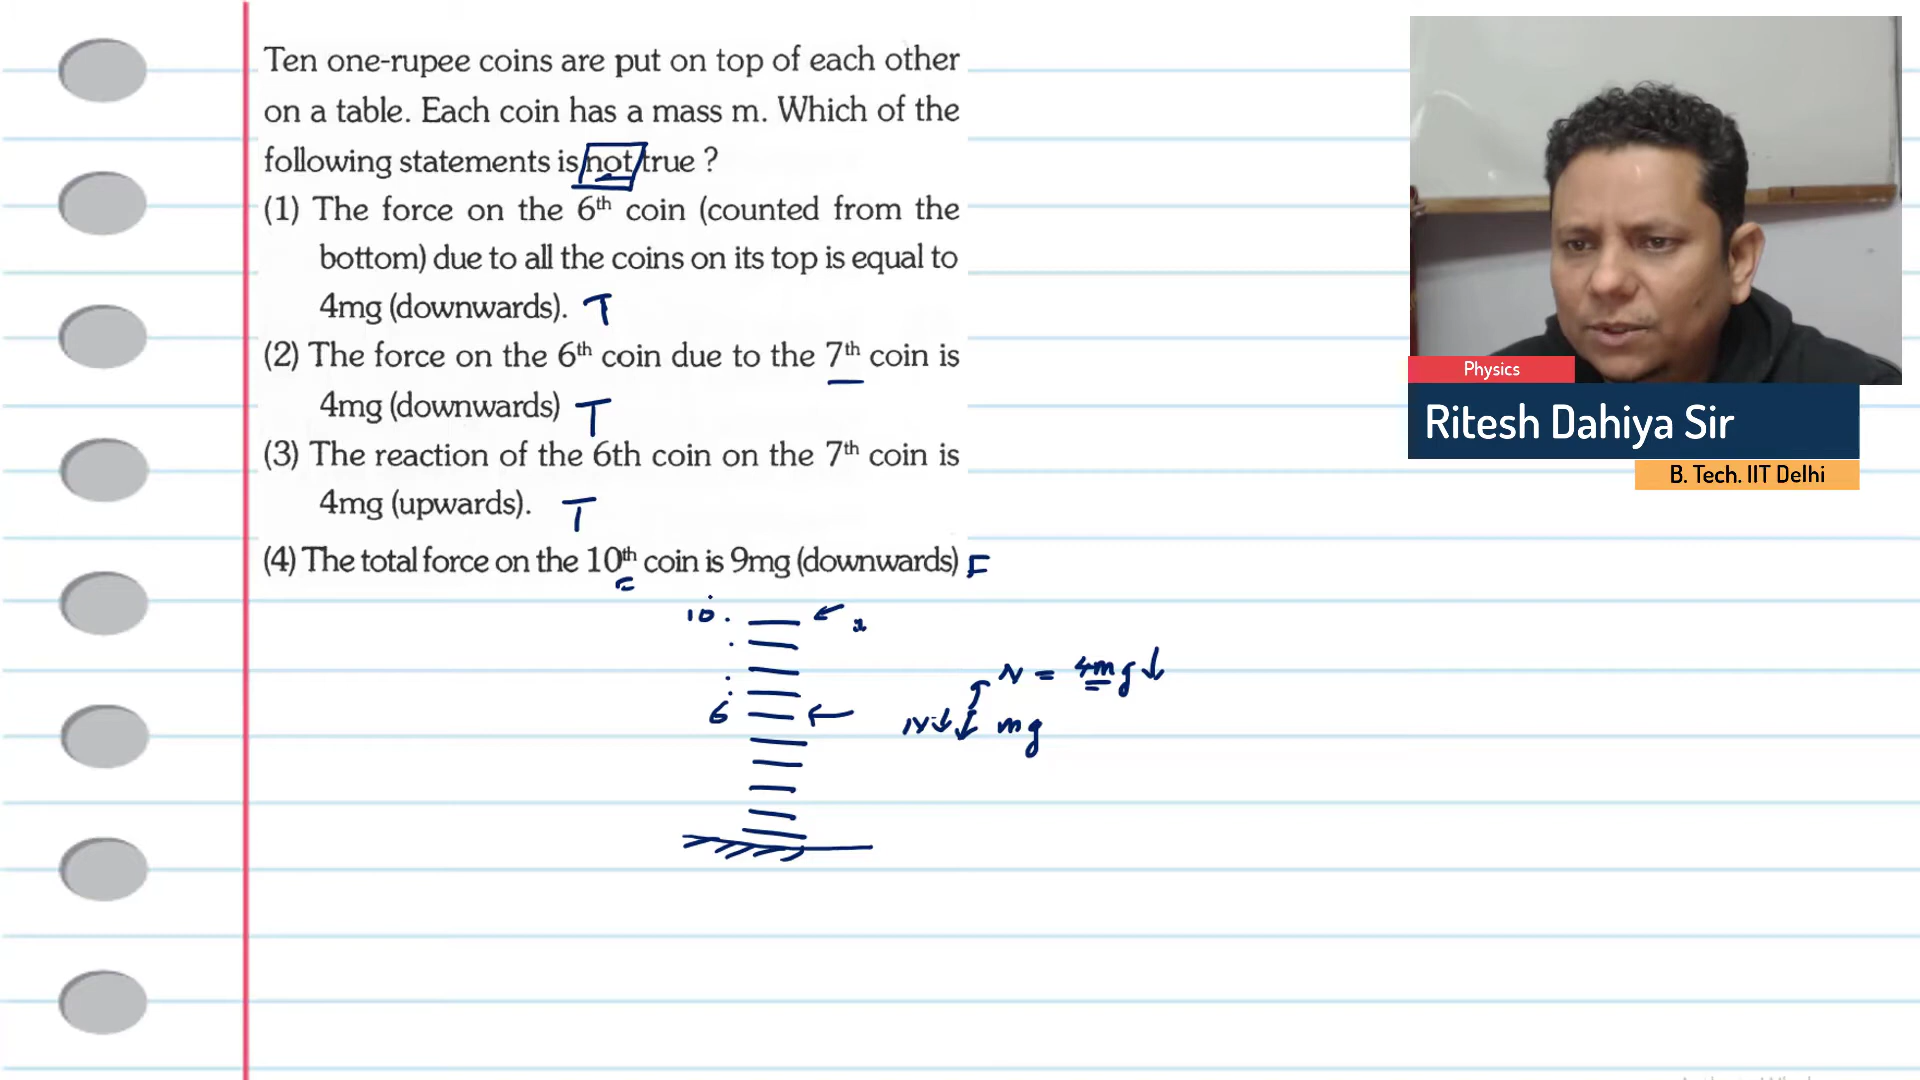 Ten one-rupee coins are put on top of each other
on a table. Each coin has a mass m. Which of the
following statements is not true ?
(1) The force on the 6th coin (counted from the
bottom) due to all the coins on its top is equal to
4mg (downwards). T
(2) The force on the 6th coin due to the 7th coin is
4mg (downwards) T
(3) The reaction of the 6th coin on the 7th coin is
4mg (upwards). T
(4) The total force on the 10th coin is 9mg (downwards) F
10
N = 4mg ↓
6
N↓ mg
Physics
Ritesh Dahiya Sir
B. Tech. IIT Delhi